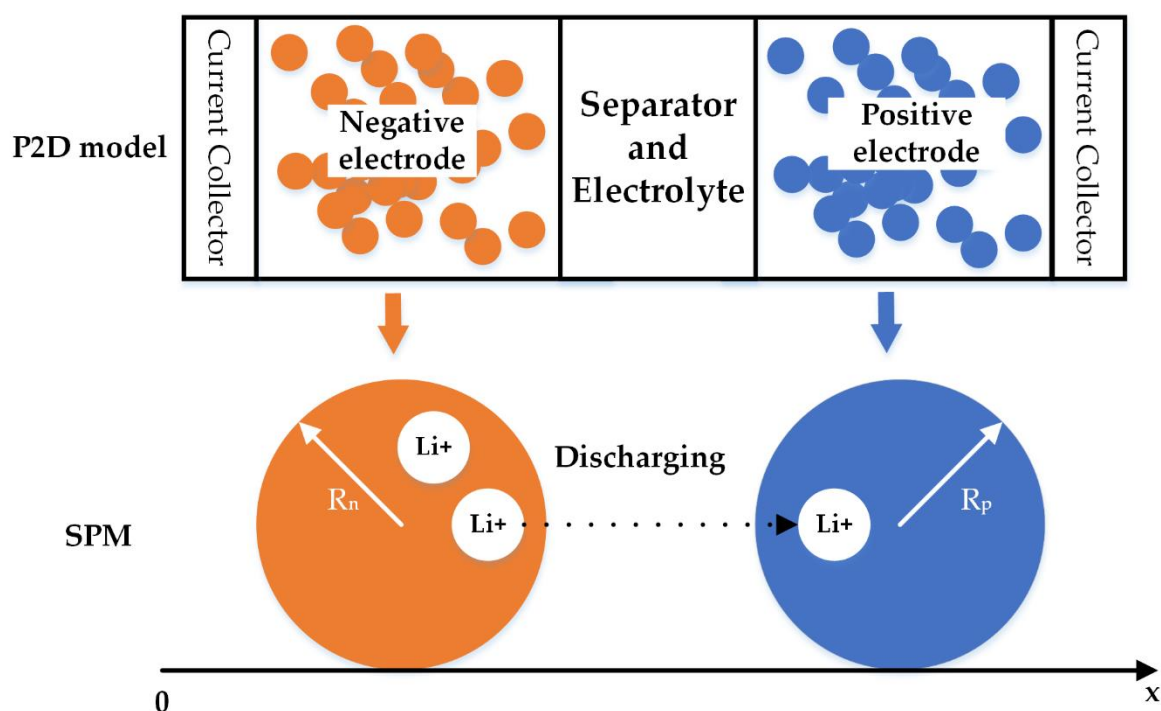 P2D model
Current Collector
Negative
electrode
Separator
and
Electrolyte
Positive
electrode
Current Collector
SPM
Rn
Li+
Li+
Discharging
Li+
Rp
0
x